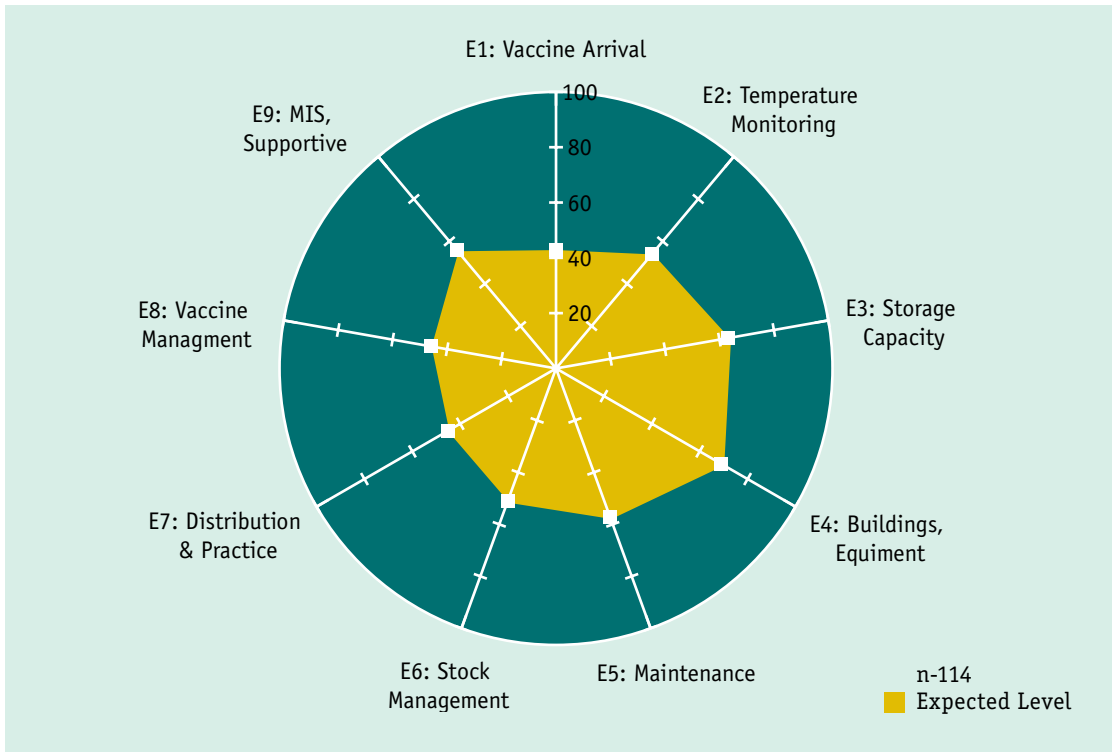 E1: Vaccine Arrival
100
80
60
40
20
E2: Temperature
Monitoring
E3: Storage
Capacity
E4: Buildings,
Equiment
E5: Maintenance
E6: Stock
Management
E7: Distribution
& Practice
E8: Vaccine
Managment
E9: MIS,
Supportive
n-114
Expected Level